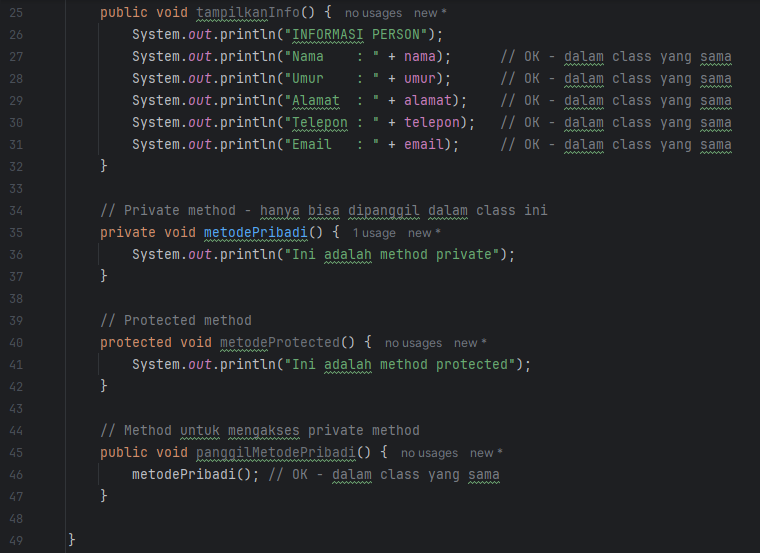 25 public void tampilkanInfo() { no usages new *
26 System.out.println("INFORMASI PERSON");
27 System.out.println("Nama    : " + nama);      // OK - dalam class yang sama
28 System.out.println("Umur    : " + umur);      // OK - dalam class yang sama
29 System.out.println("Alamat  : " + alamat);    // OK - dalam class yang sama
30 System.out.println("Telepon : " + telepon);   // OK - dalam class yang sama
31 System.out.println("Email   : " + email);     // OK - dalam class yang sama
32 }
33
34 // Private method - hanya bisa dipanggil dalam class ini
35 private void metodePribadi() { 1 usage new *
36 System.out.println("Ini adalah method private");
37 }
38
39 // Protected method
40 protected void metodeProtected() { no usages new *
41 System.out.println("Ini adalah method protected");
42 }
43
44 // Method untuk mengakses private method
45 public void panggilMetodePribadi() { no usages new *
46 metodePribadi(); // OK - dalam class yang sama
47 }
48
49 }